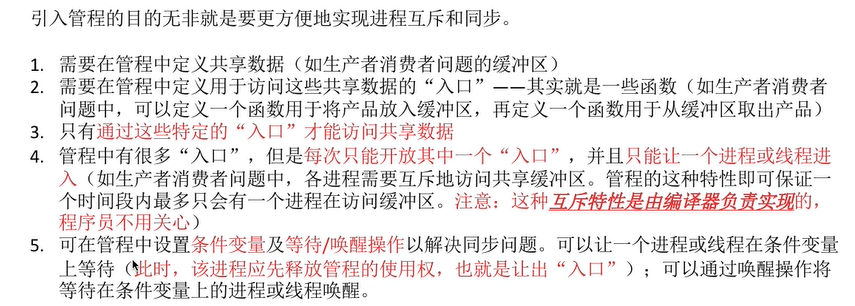 引入管程的目的无非就是要更方便地实现进程互斥和同步。
1. 需要在管程中定义共享数据（如生产者消费者问题的缓冲区）
2. 需要在管程中定义用于访问这些共享数据的“入口”——其实就是一些函数（如生产者消费者
问题中，可以定义一个函数用于将产品放入缓冲区，再定义一个函数用于从缓冲区取出产品）
3. 只有通过这些特定的“入口”才能访问共享数据
4. 管程中有很多“入口”，但是每次只能开放其中一个“入口”，并且只能让一个进程或线程进
入（如生产者消费者问题中，各进程需要互斥地访问共享缓冲区。管程的这种特性即可保证一
个时间段内最多只会有一个进程在访问缓冲区。注意：这种互斥特性是由编译器负责实现的，
程序员不用关心）
5. 可在管程中设置条件变量及等待/唤醒操作以解决同步问题。可以让一个进程或线程在条件变量
上等待（此时，该进程应先释放管程的使用权，也就是让出“入口”）；可以通过唤醒操作将
等待在条件变量上的进程或线程唤醒。